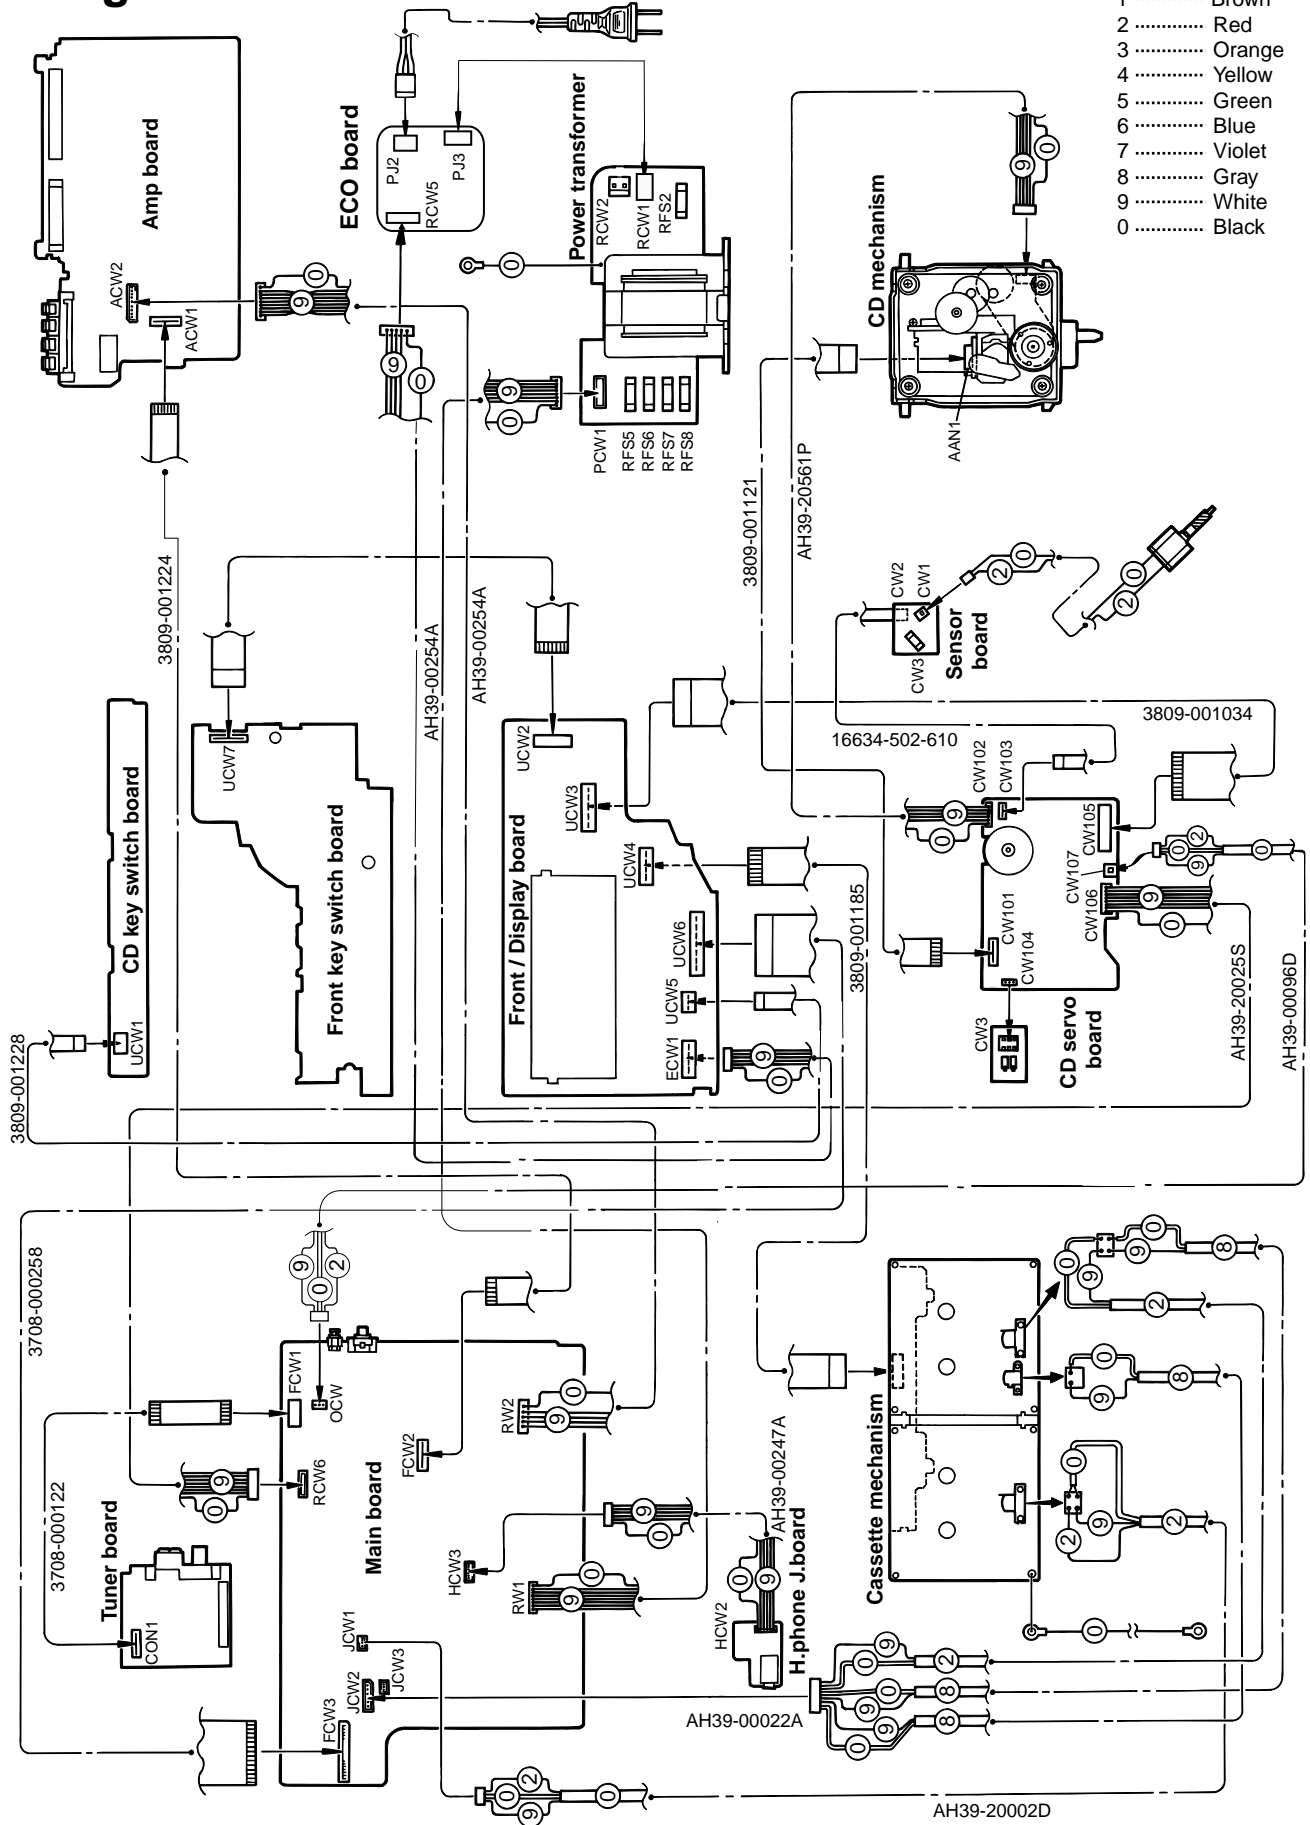 1 ············ Brown
2 ············ Red
3 ············ Orange
4 ············ Yellow
5 ············ Green
6 ············ Blue
7 ············ Violet
8 ············ Gray
9 ············ White
0 ············ Black
Amp board
ACW2
ACW1
ECO board
PJ2
PJ3
RCW5
Power transformer
RCW2
RCW1
RFS2
PCW1
RFS5
RFS6
RFS7
RFS8
CD mechanism
AAN1
3809-001224
AH39-00254A
AH39-00254A
3809-001121
AH39-20561P
CD key switch board
UCW1
3809-001228
Front key switch board
UCW7
Front / Display board
UCW2
UCW3
UCW4
UCW6
UCW5
ECW1
3809-001185
Sensor
board
CW2
CW1
CW3
16634-502-610
3809-001034
CW102
CW103
CW105
CW107
CW106
CW101
CW104
CW3
CD servo
board
AH39-20025S
AH39-00096D
3708-000258
3708-000122
Tuner board
CON1
Main board
FCW1
OCW
RCW6
FCW2
RW2
HCW3
RW1
JCW1
JCW2
JCW3
FCW3
HCW2
H.phone J.board
AH39-00247A
Cassette mechanism
AH39-00022A
AH39-20002D